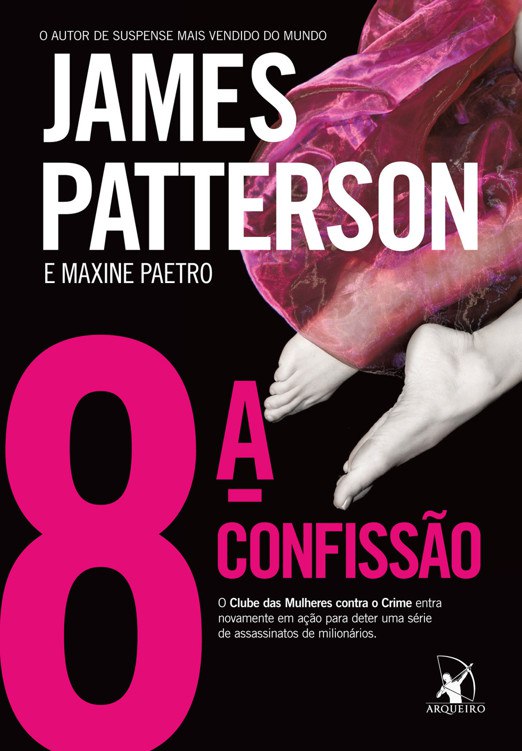 O AUTOR DE SUSPENSE MAIS VENDIDO DO MUNDO
JAMES
PATTERSON
E MAXINE PAETRO
8ª
CONFISSÃO
O Clube das Mulheres contra o Crime entra
novamente em ação para deter uma série
de assassinatos de milionários.
ARQUEIRO